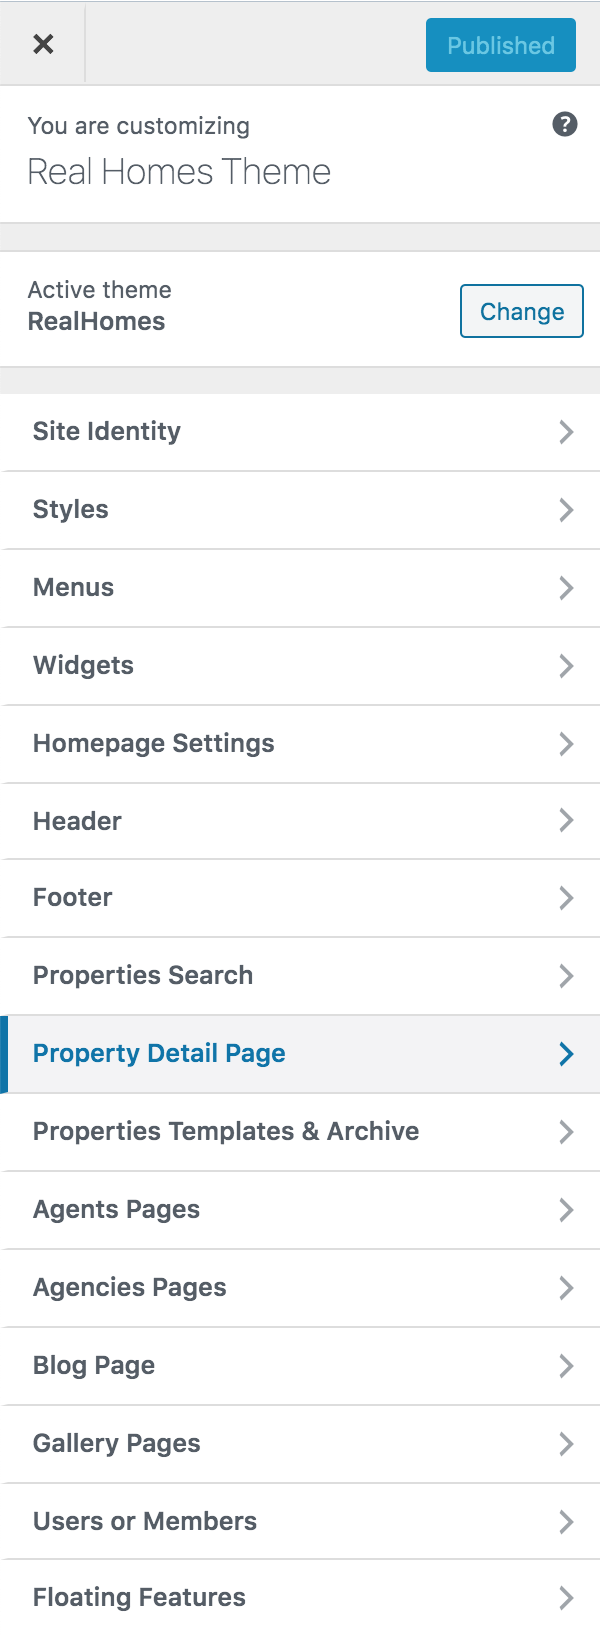 Published
You are customizing
?
Real Homes Theme
Active theme
RealHomes
Change
Site Identity
Styles
Menus
Widgets
Homepage Settings
Header
Footer
Properties Search
Property Detail Page
Properties Templates & Archive
Agents Pages
Agencies Pages
Blog Page
Gallery Pages
Users or Members
Floating Features